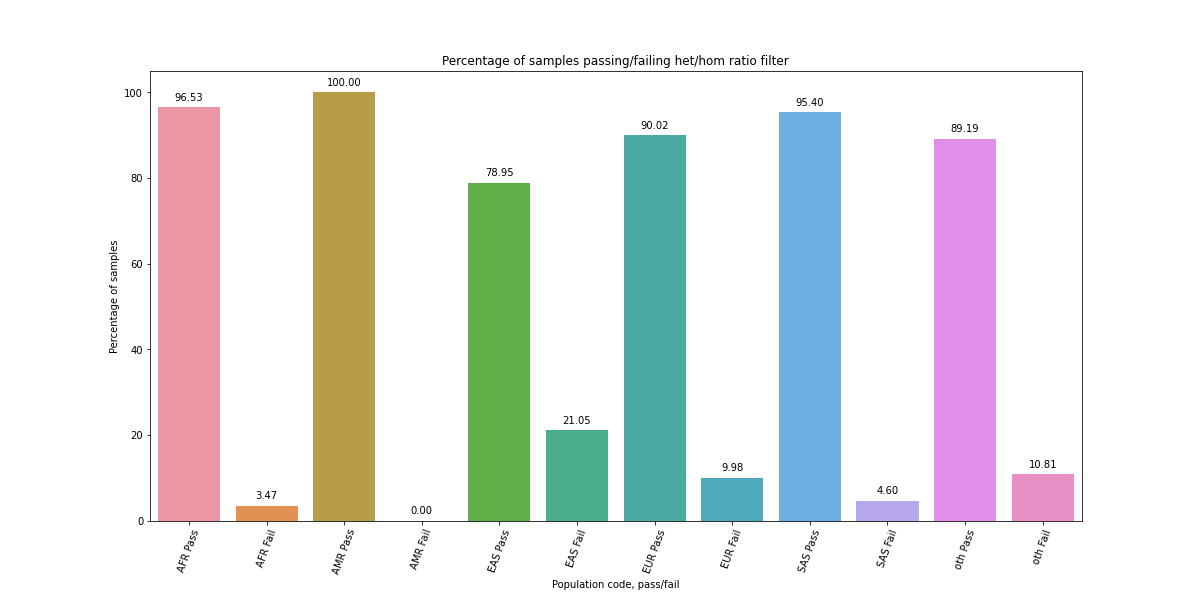 Percentage of samples passing/failing het/hom ratio filter
Percentage of samples
100
80
60
40
20
0
96.53
3.47
100.00
0.00
78.95
21.05
90.02
9.98
95.40
4.60
89.19
10.81
AFR Pass
AFR Fail
AMR Pass
AMR Fail
EAS Pass
EAS Fail
EUR Pass
EUR Fail
SAS Pass
SAS Fail
oth Pass
oth Fail
Population code, pass/fail